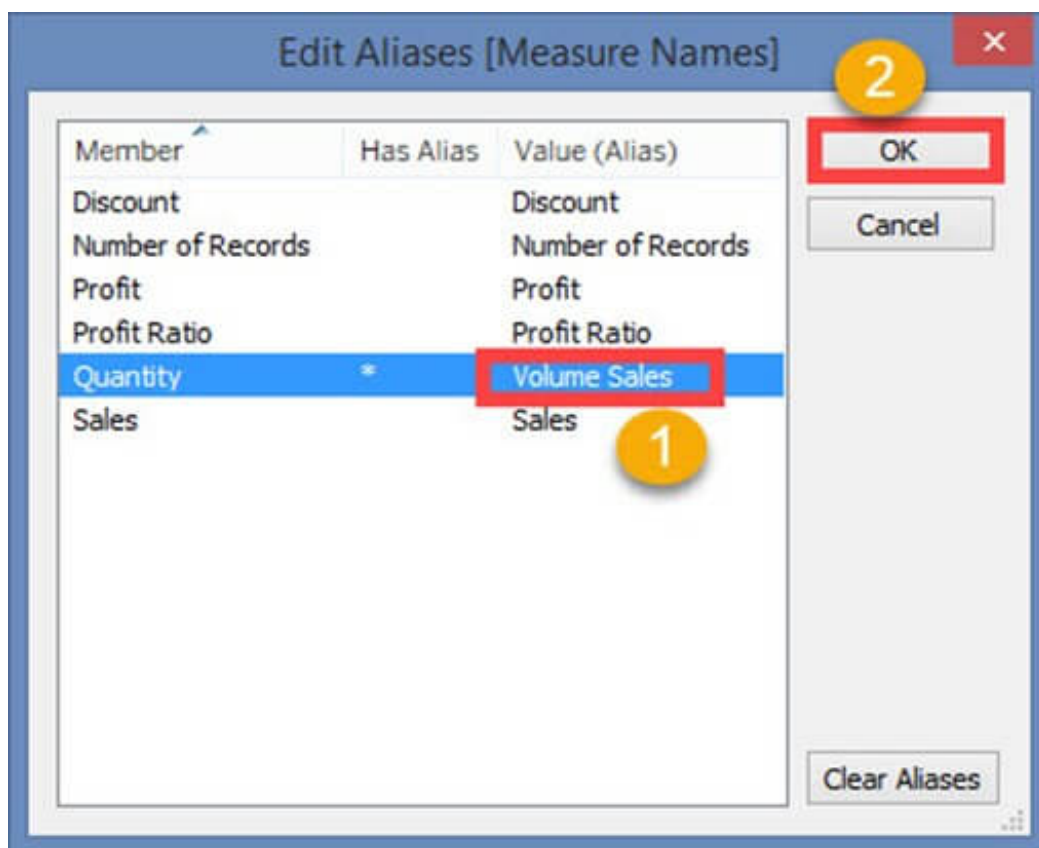 Edit Aliases [Measure Names]
2
Member Has Alias Value (Alias)
OK
Discount Discount
Cancel
Number of Records Number of Records
Profit Profit
Profit Ratio Profit Ratio
Quantity * Volume Sales
Sales Sales
1
Clear Aliases